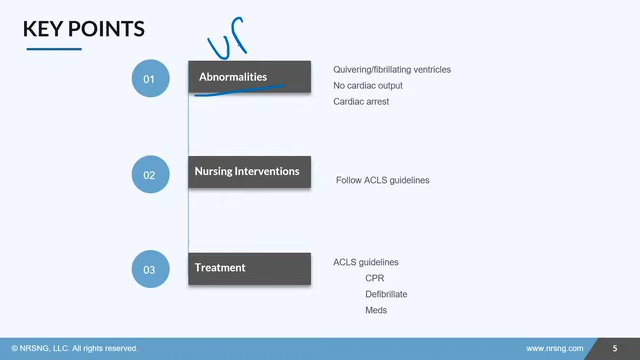 KEY POINTS
VF
01
Abnormalities
Quivering/fibrillating ventricles
No cardiac output
Cardiac arrest
02
Nursing Interventions
Follow ACLS guidelines
03
Treatment
ACLS guidelines
CPR
Defibrillate
Meds
© NRSNG, LLC. All rights reserved.
www.nrsng.com
5